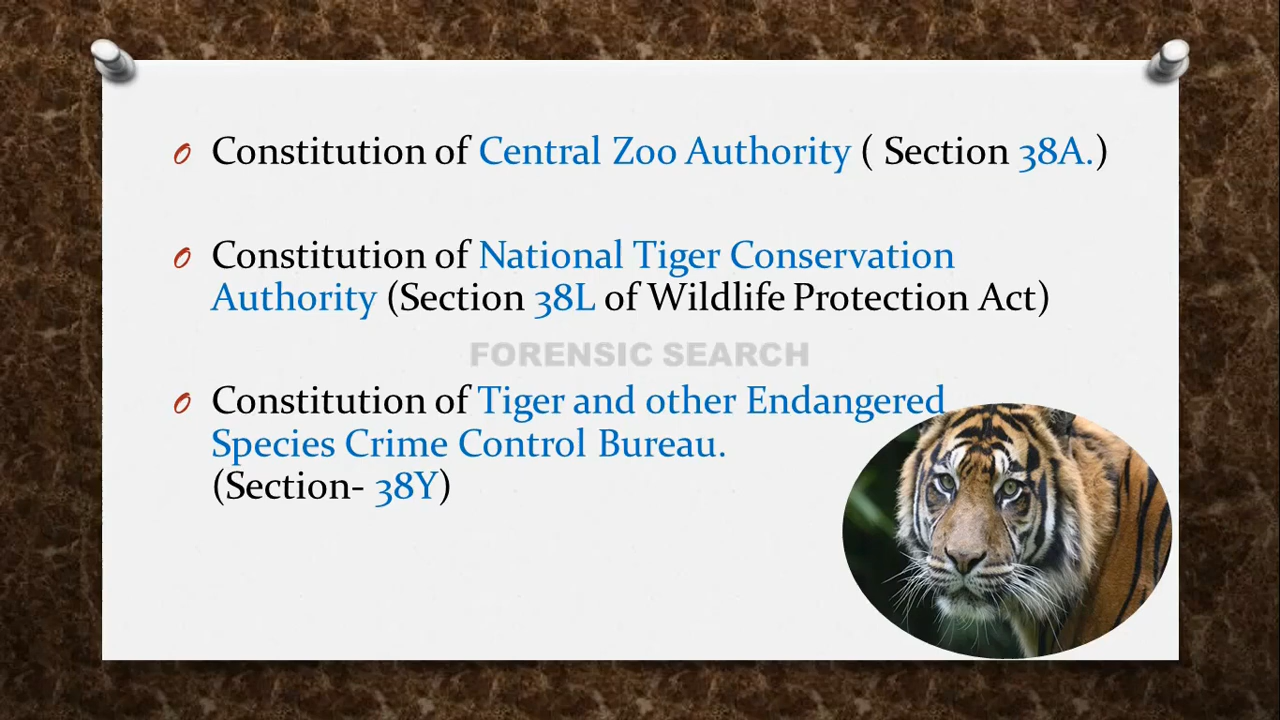 Constitution of Central Zoo Authority ( Section 38A.)
Constitution of National Tiger Conservation
Authority (Section 38L of Wildlife Protection Act)
FORENSIC SEARCH
Constitution of Tiger and other Endangered
Species Crime Control Bureau.
(Section- 38Y)